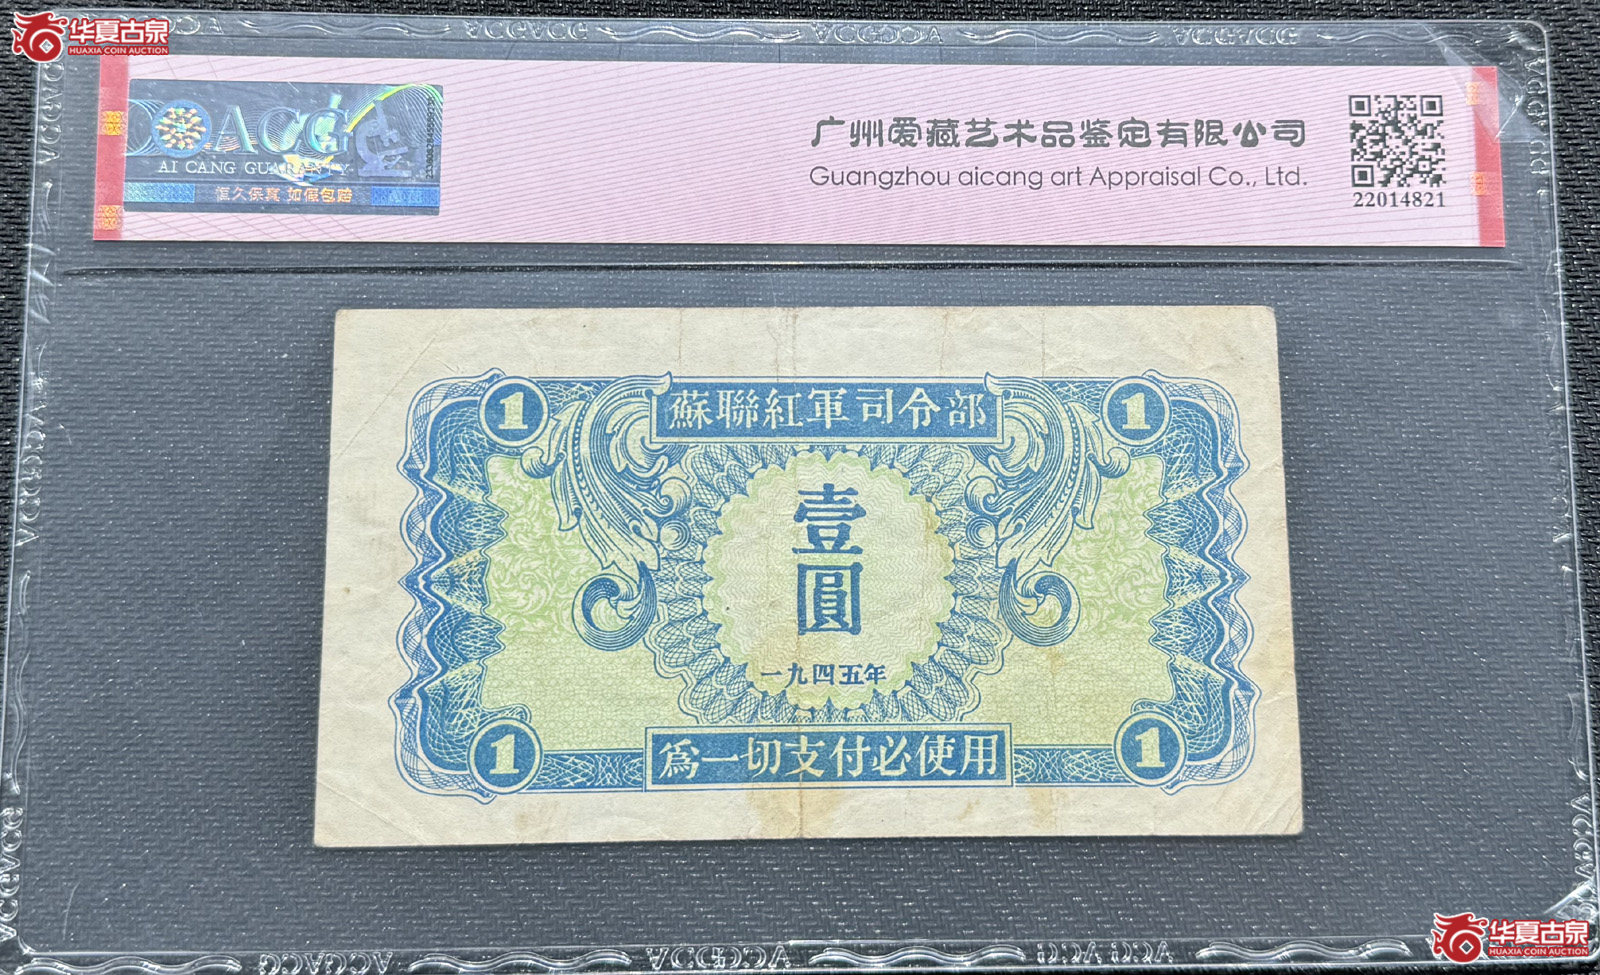 华夏古泉
HUAXIA COIN AUCTION
ACG
AI CANG GUARANTY
恒久保真 如假包赔
广州爱藏艺术品鉴定有限公司
Guangzhou aicang art Appraisal Co., Ltd.
22014821
1
蘇聯紅軍司令部
1
壹
圓
一九四五年
1
為一切支付必使用
1
华夏古泉
HUAXIA COIN AUCTION